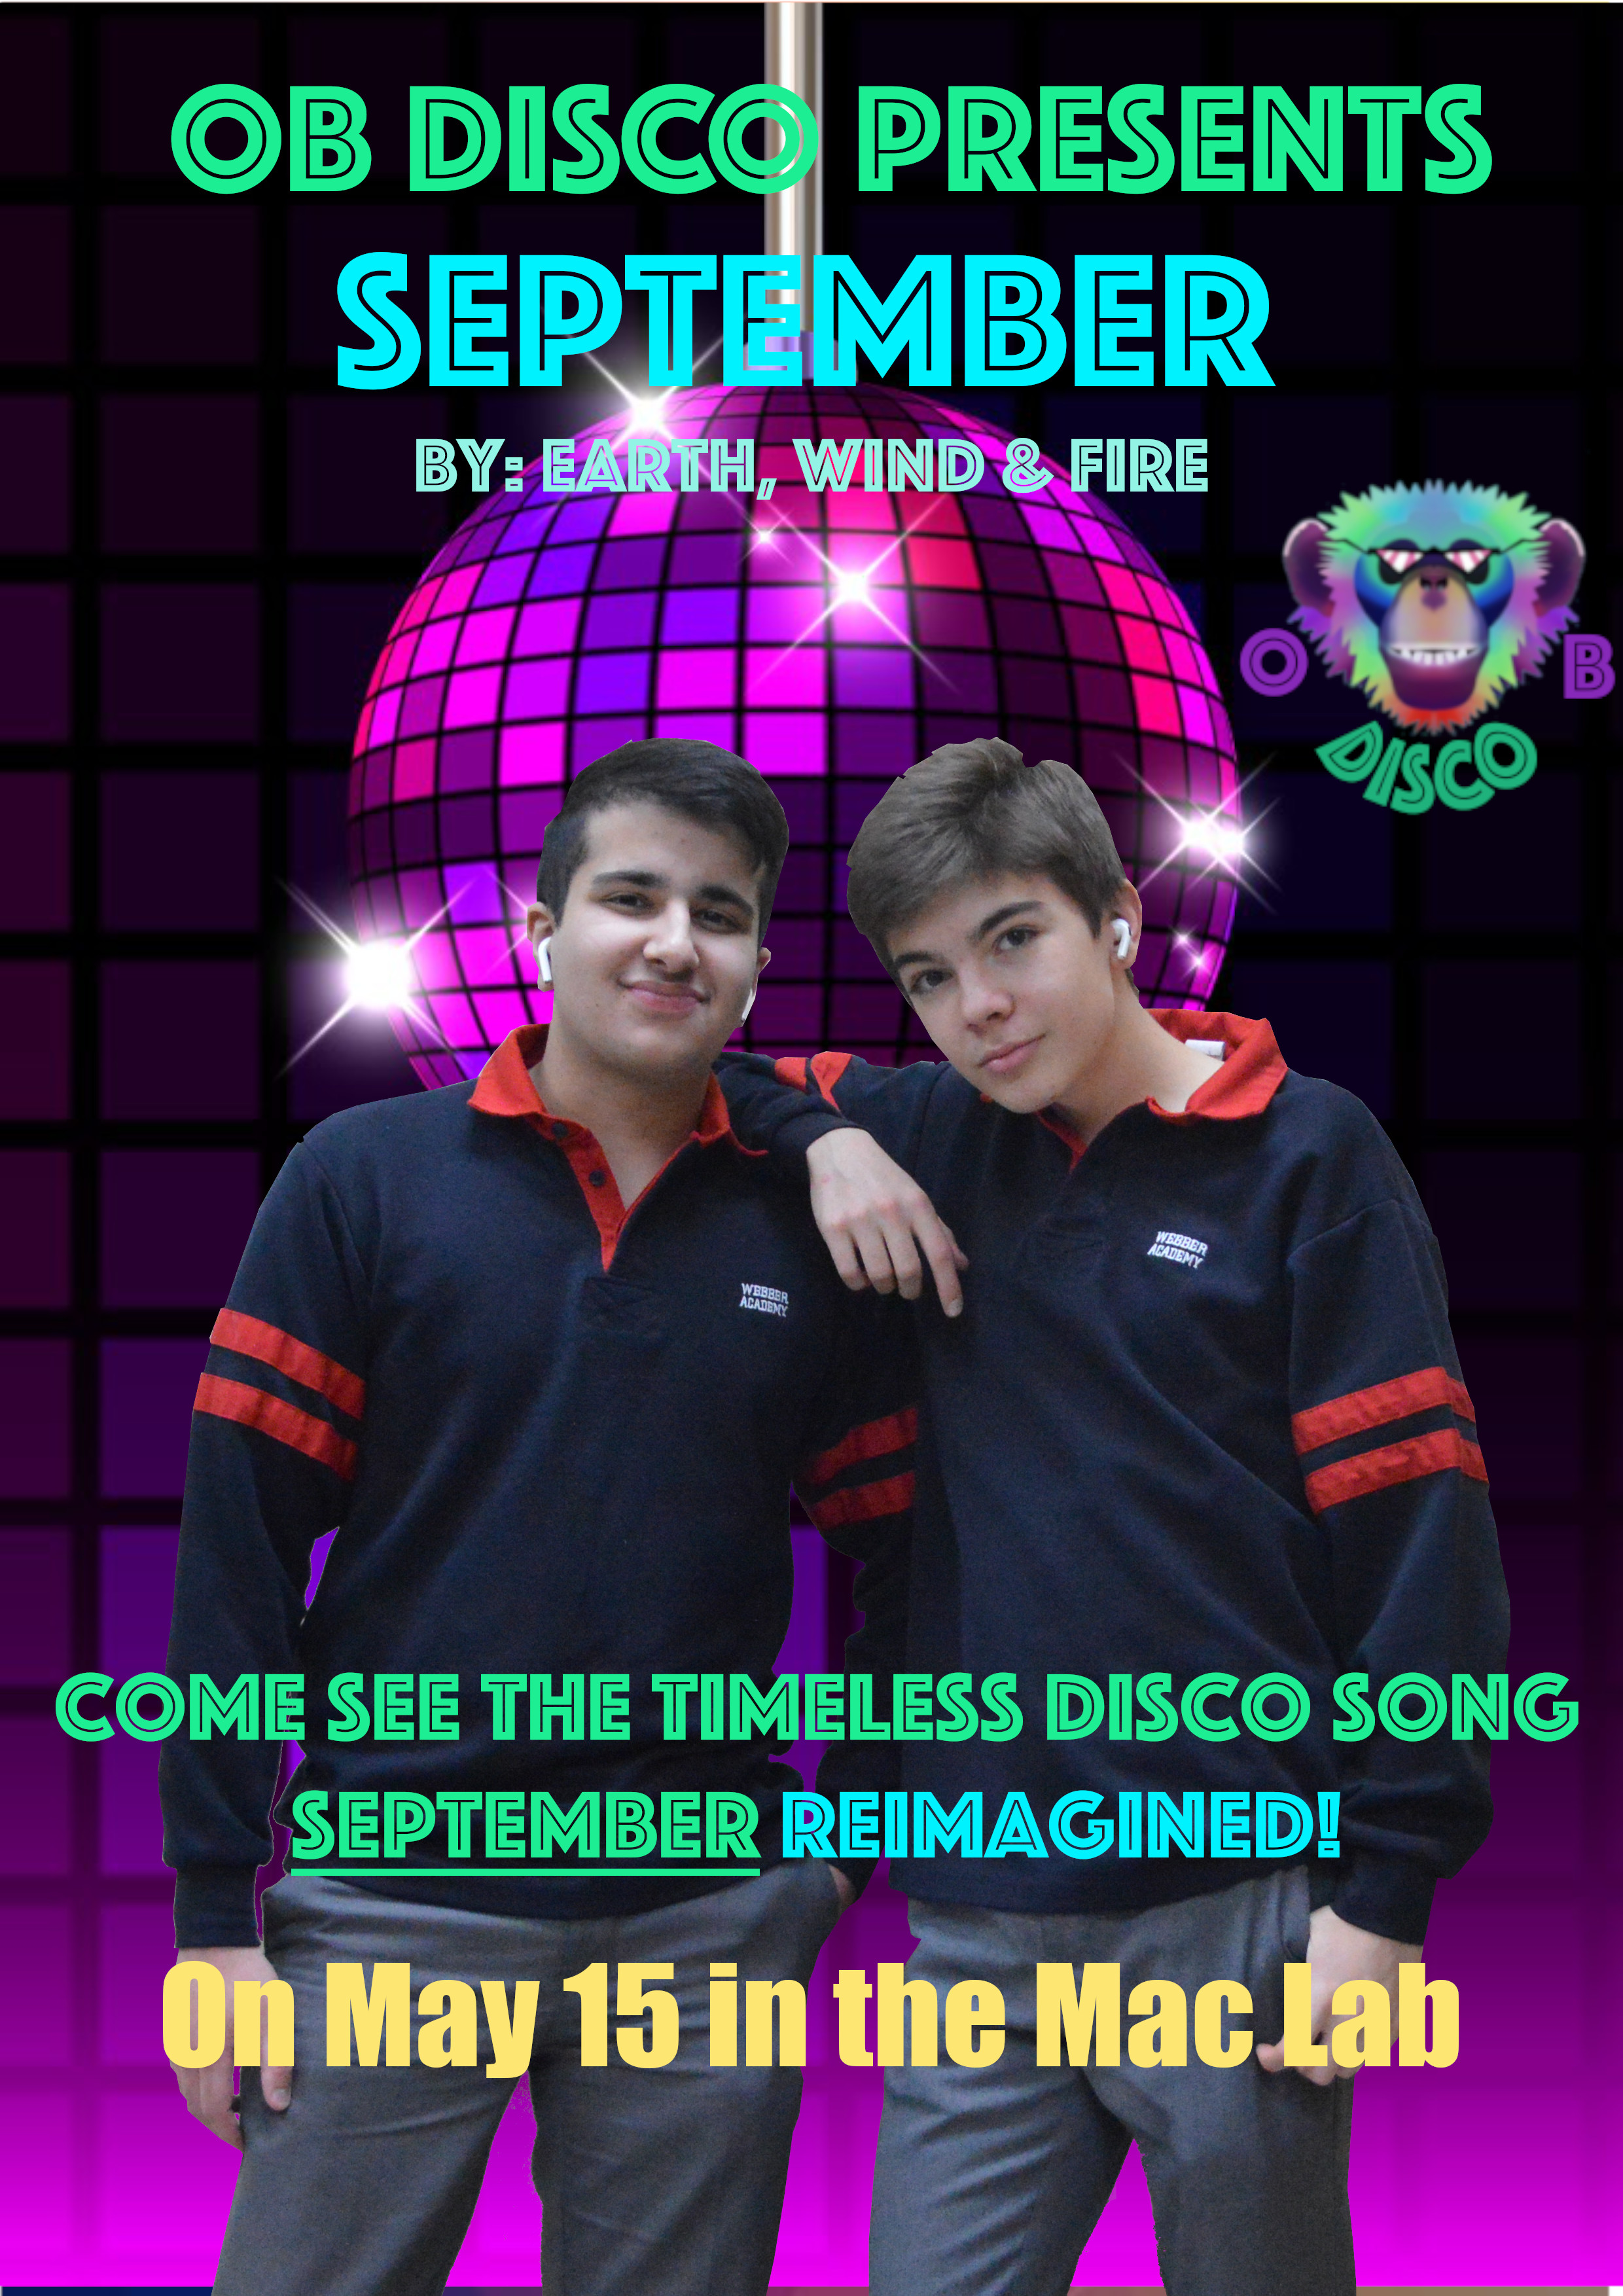 OB DISCO PRESENTS
SEPTEMBER
BY: EARTH, WIND & FIRE
O B
DISCO
WEBBER
ACADEMY
WEBBER
ACADEMY
COME SEE THE TIMELESS DISCO SONG
SEPTEMBER REIMAGINED!
On May 15 in the Mac Lab